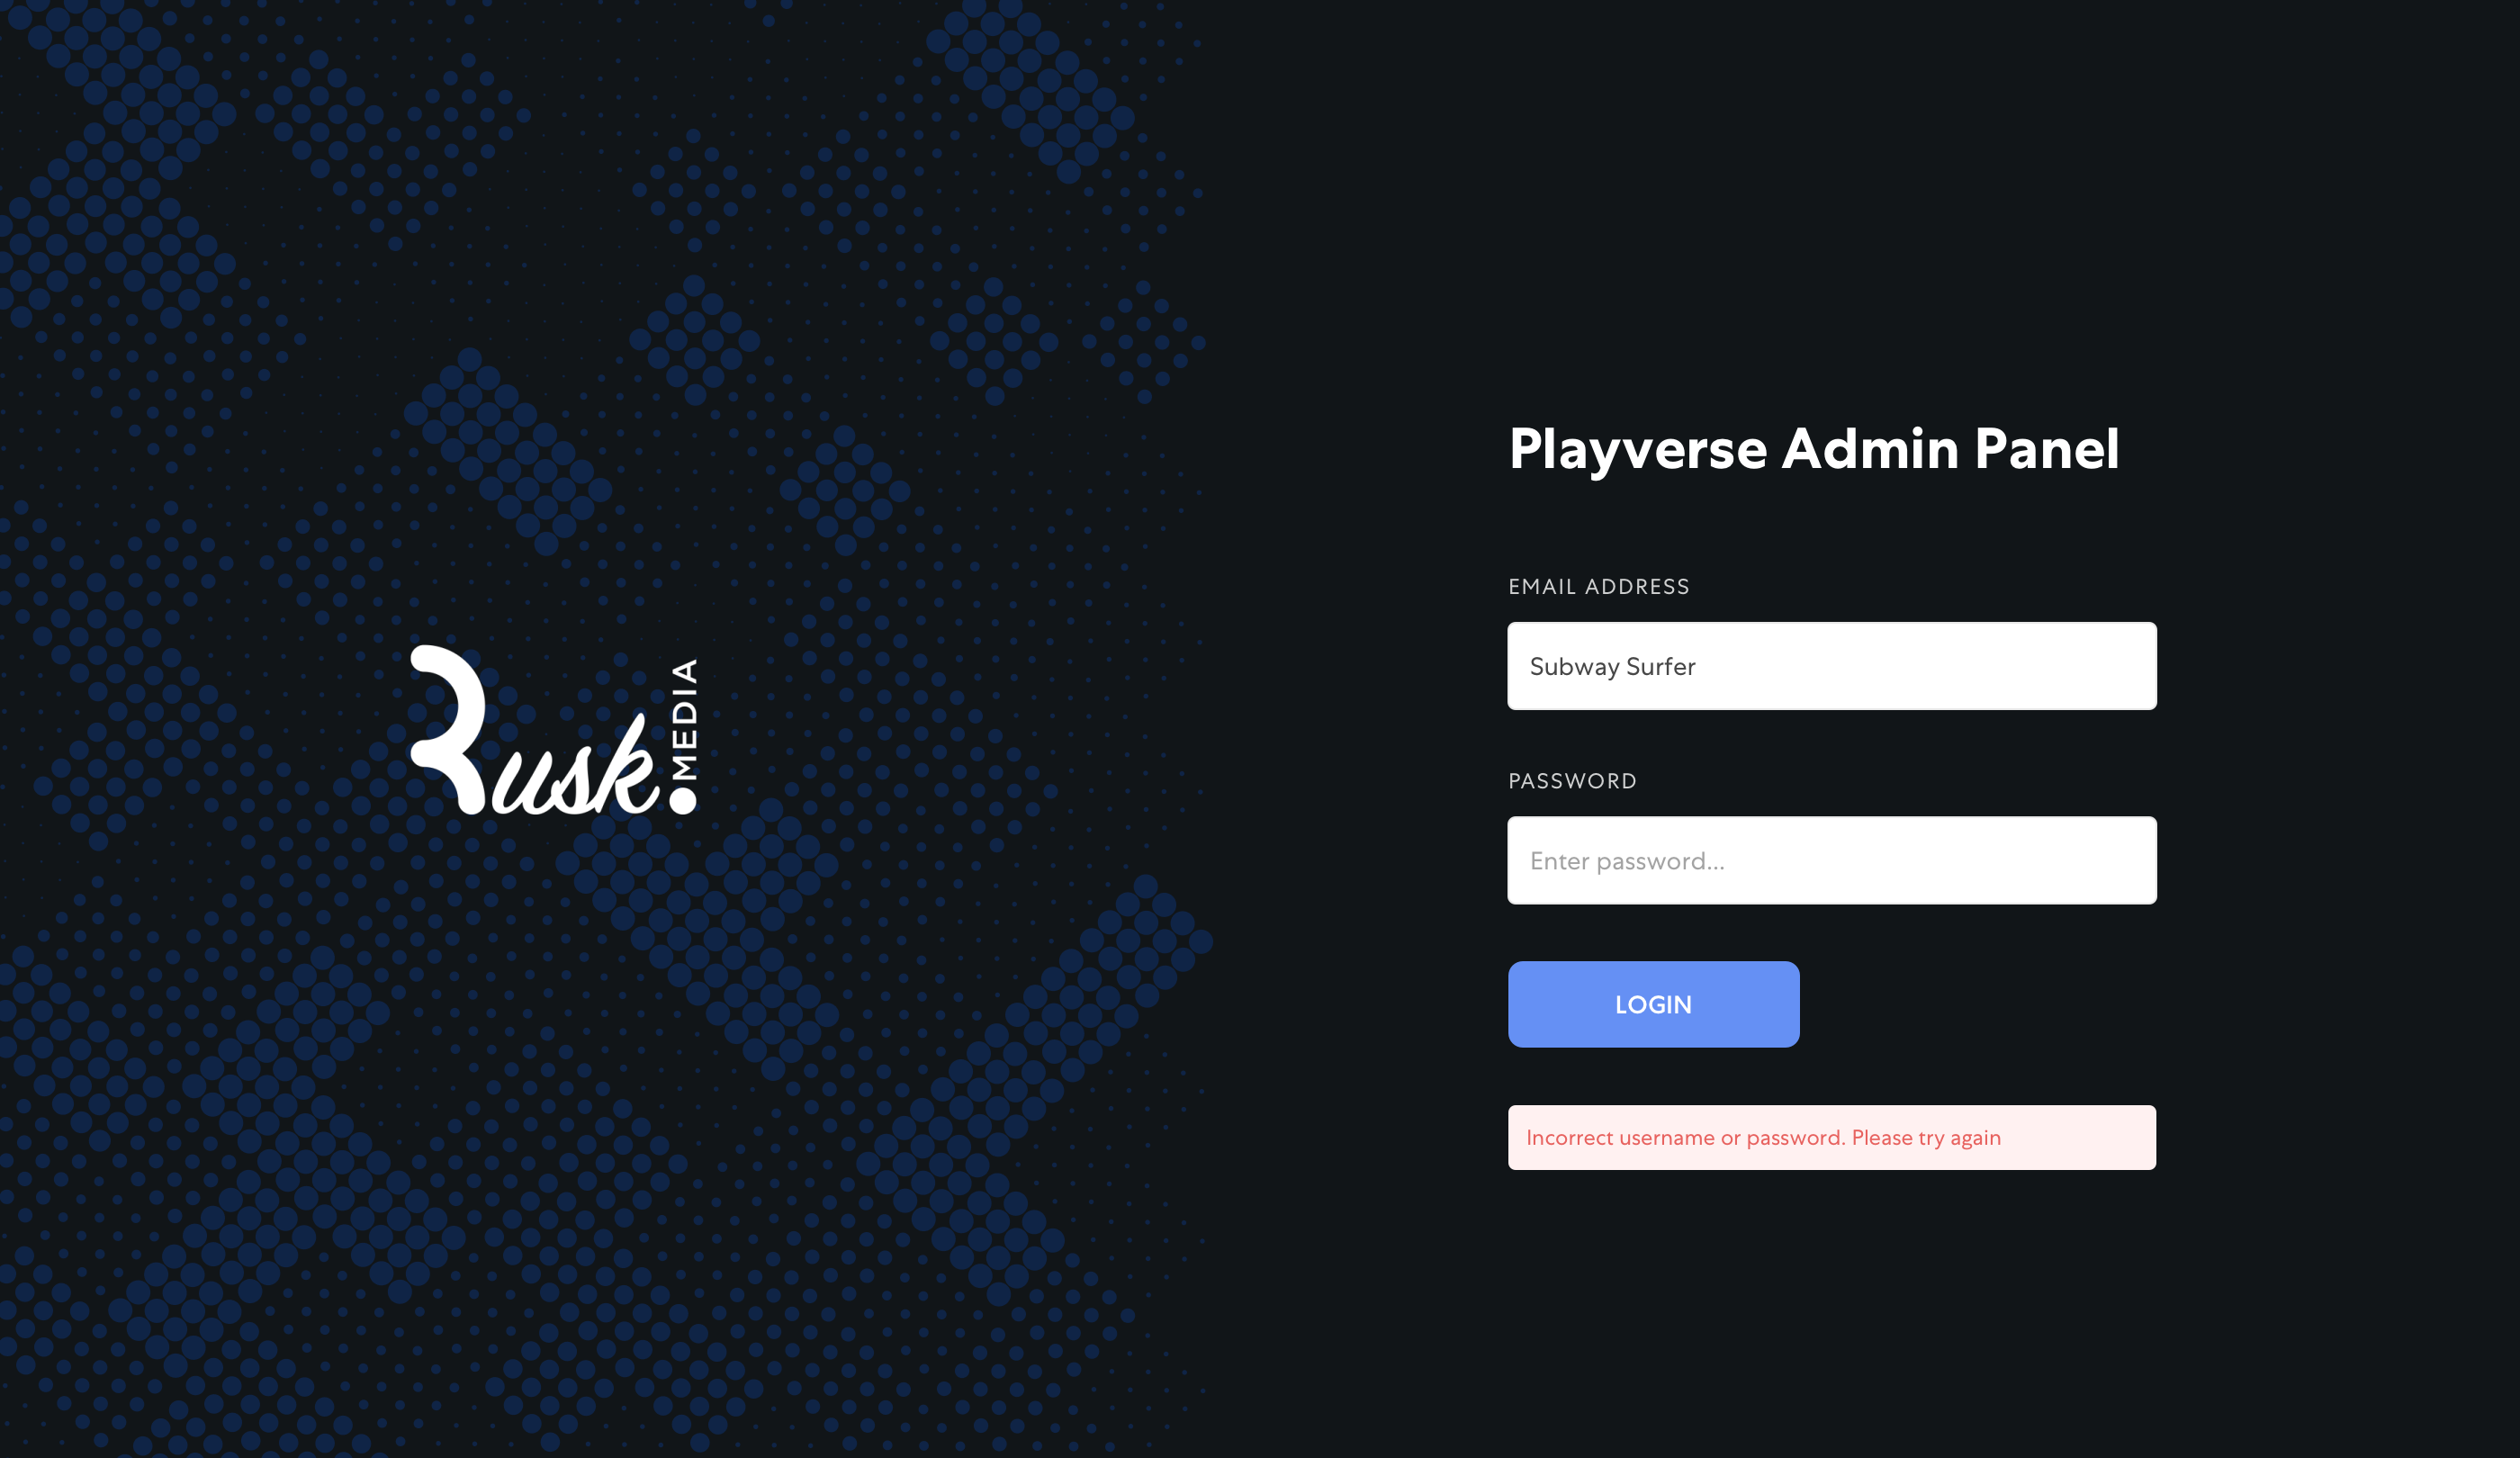 Rusk MEDIA
Playverse Admin Panel
EMAIL ADDRESS
Subway Surfer
PASSWORD
Enter password...
LOGIN
Incorrect username or password. Please try again